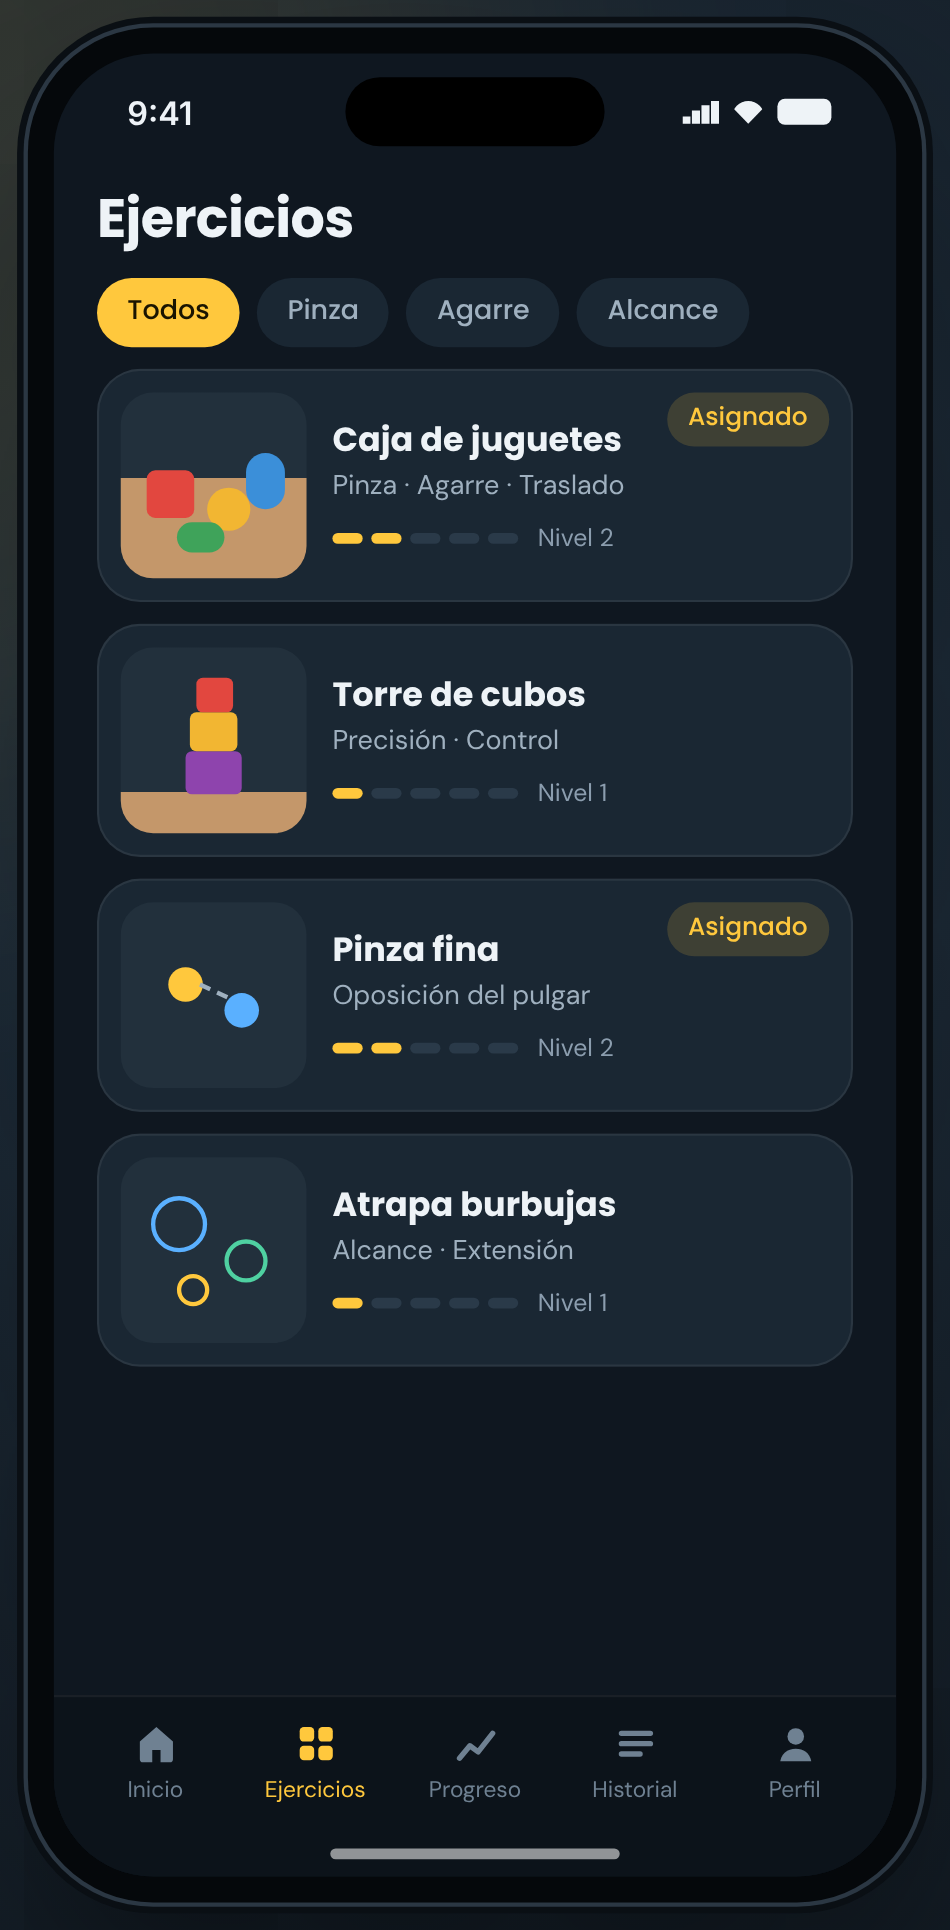 9:41
Ejercicios
Todos Pinza Agarre Alcance
Asignado
Caja de juguetes
Pinza · Agarre · Traslado
Nivel 2
Torre de cubos
Precisión · Control
Nivel 1
Asignado
Pinza fina
Oposición del pulgar
Nivel 2
Atrapa burbujas
Alcance · Extensión
Nivel 1
Inicio Ejercicios Progreso Historial Perfil